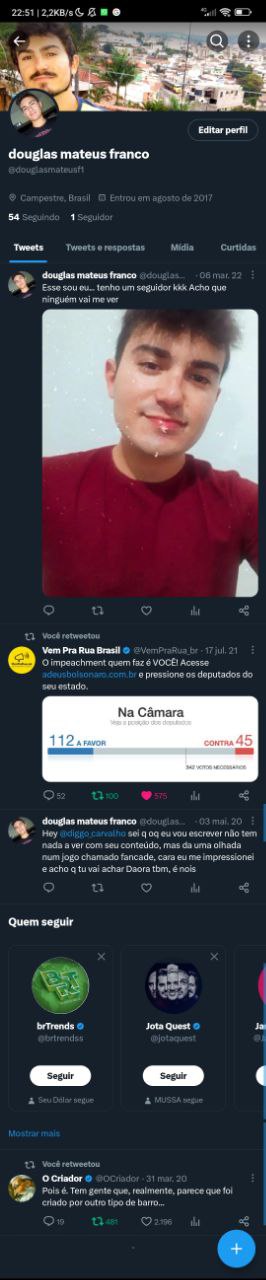 22:51 | 2,2KB/s
Editar perfil
douglas mateus franco
@douglasmateusf1
Campestre, Brasil Entrou em agosto de 2017
54 Seguindo 1 Seguidor
Tweets Tweets e respostas Mídia Curtidas
douglas mateus franco @douglas... · 06 mar. 22
Esse sou eu... tenho um seguidor kkk Acho que
ninguém vai me ver
Você retweetou
Vem Pra Rua Brasil @VemPraRua_br · 17 jul. 21
O impeachment quem faz é VOCÊ! Acesse
adeusbolsonaro.com.br e pressione os deputados do
seu estado.
Na Câmara
Veja a posição dos deputados
112 A FAVOR CONTRA 45
342 VOTOS NECESSÁRIOS
52 100 575
douglas mateus franco @douglas... · 03 mai. 20
Hey @diggo_carvalho sei q oq eu vou escrever não tem
nada a ver com seu conteúdo, mas da uma olhada
num jogo chamado fancade, cara eu me impressionei
e acho q tu vai achar Daora tbm, é nois
Quem seguir
BRT
brTrends
@brtrendss
Seguir
Seu Dólar segue
Jota Quest
@jotaquest
Seguir
MUSSA segue
Mostrar mais
Você retweetou
O Criador @OCriador · 31 mar. 20
Pois é. Tem gente que, realmente, parece que foi
criado por outro tipo de barro...
19 481 2.196